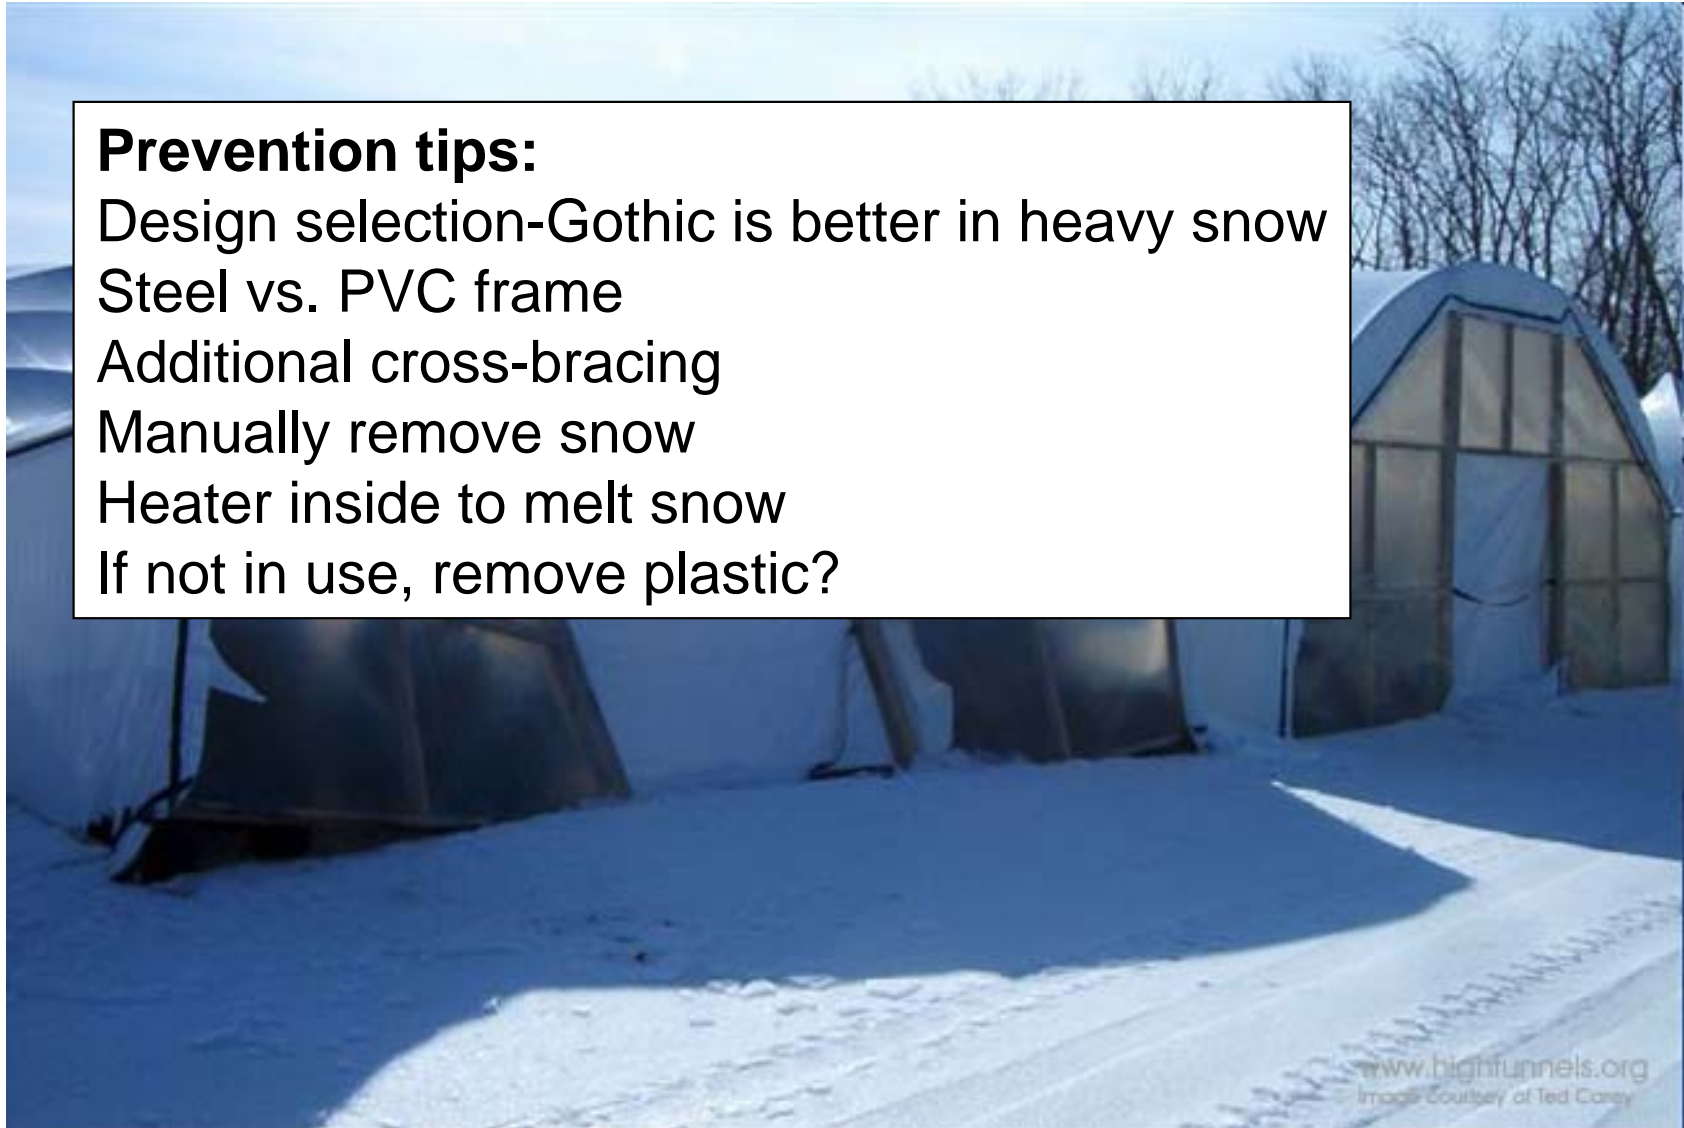 Prevention tips:
Design selection-Gothic is better in heavy snow
Steel vs. PVC frame
Additional cross-bracing
Manually remove snow
Heater inside to melt snow
If not in use, remove plastic?
www.hightunnels.org
Image courtesy of Ted Carey